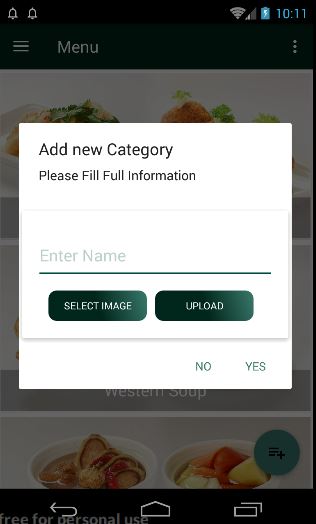 10:11
Menu
Add new Category
Please Fill Full Information
Enter Name
SELECT IMAGE
UPLOAD
NO
YES
Western Soup
free for personal use